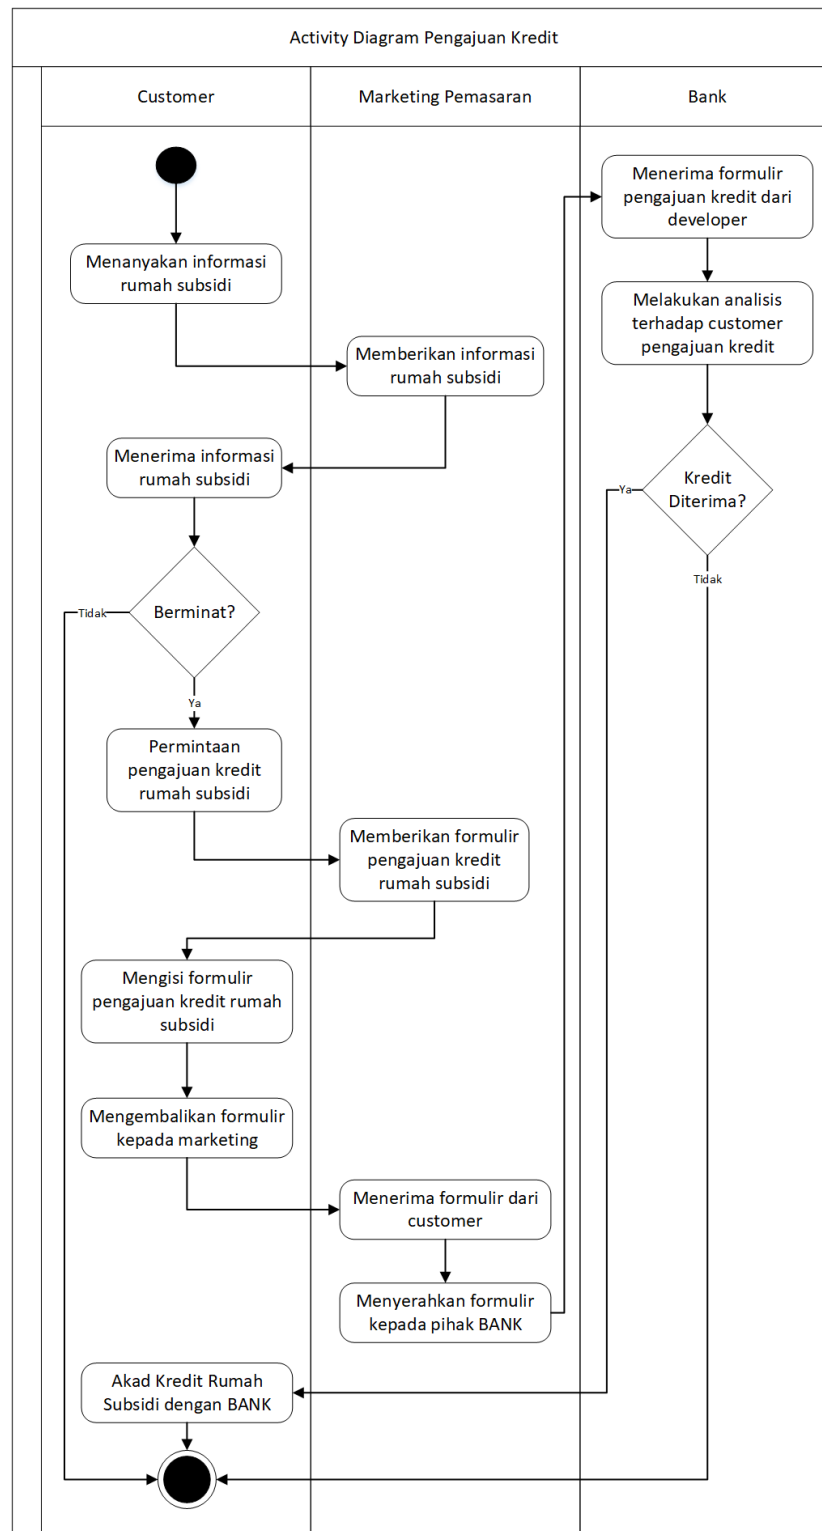 Activity Diagram Pengajuan Kredit
Customer
Marketing Pemasaran
Bank
Menanyakan informasi
rumah subsidi
Memberikan informasi
rumah subsidi
Menerima informasi
rumah subsidi
Berminat?
Tidak
Ya
Permintaan
pengajuan kredit
rumah subsidi
Memberikan formulir
pengajuan kredit
rumah subsidi
Mengisi formulir
pengajuan kredit rumah
subsidi
Mengembalikan formulir
kepada marketing
Menerima formulir dari
customer
Menyerahkan formulir
kepada pihak BANK
Menerima formulir
pengajuan kredit dari
developer
Melakukan analisis
terhadap customer
pengajuan kredit
Kredit
Diterima?
Ya
Tidak
Akad Kredit Rumah
Subsidi dengan BANK